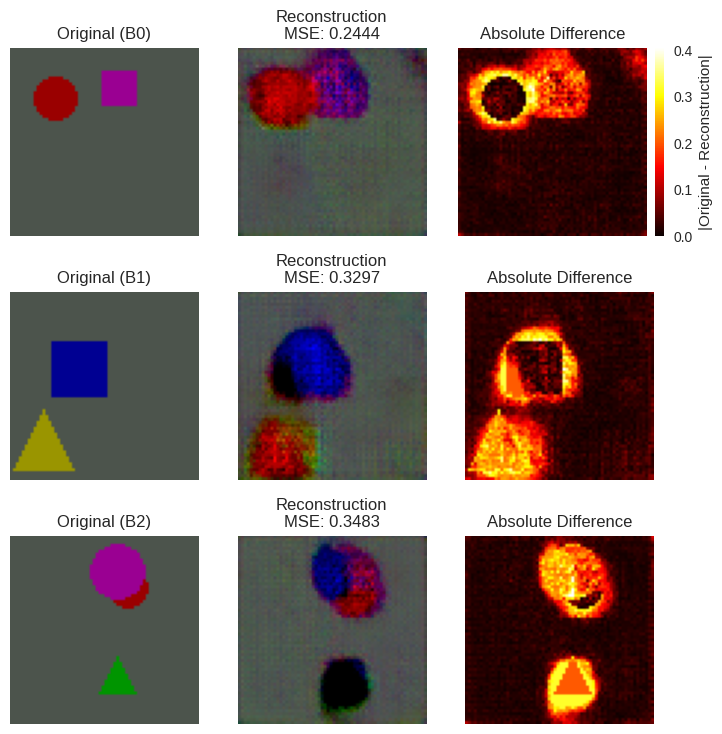 Original (B0)
Reconstruction
MSE: 0.2444
Absolute Difference
0.4
0.3
0.2
0.1
0.0
|Original - Reconstruction|
Original (B1)
Reconstruction
MSE: 0.3297
Absolute Difference
Original (B2)
Reconstruction
MSE: 0.3483
Absolute Difference